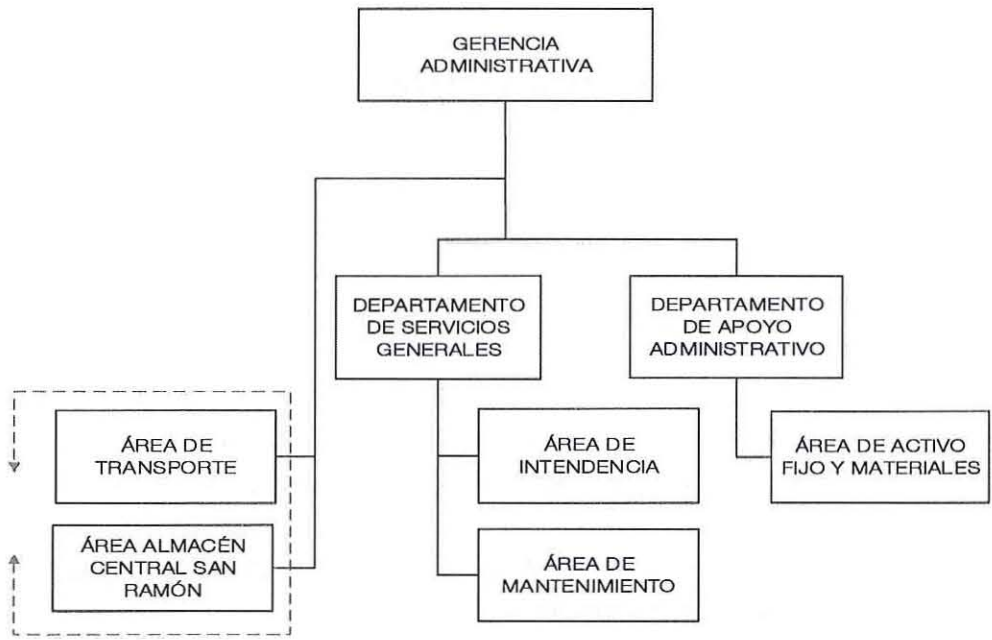 GERENCIA
ADMINISTRATIVA
DEPARTAMENTO
DE SERVICIOS
GENERALES
DEPARTAMENTO
DE APOYO
ADMINISTRATIVO
ÁREA DE
TRANSPORTE
ÁREA DE
INTENDENCIA
ÁREA DE ACTIVO
FIJO Y MATERIALES
ÁREA ALMACÉN
CENTRAL SAN
RAMÓN
ÁREA DE
MANTENIMIENTO